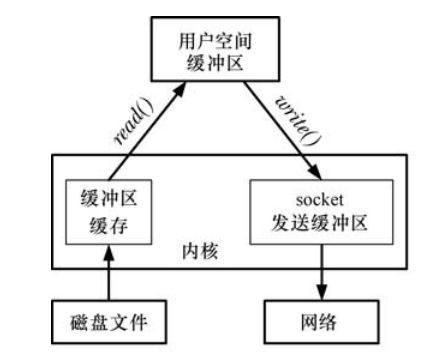 用户空间
缓冲区
read()
write()
缓冲区
缓存
socket
发送缓冲区
内核
磁盘文件
网络